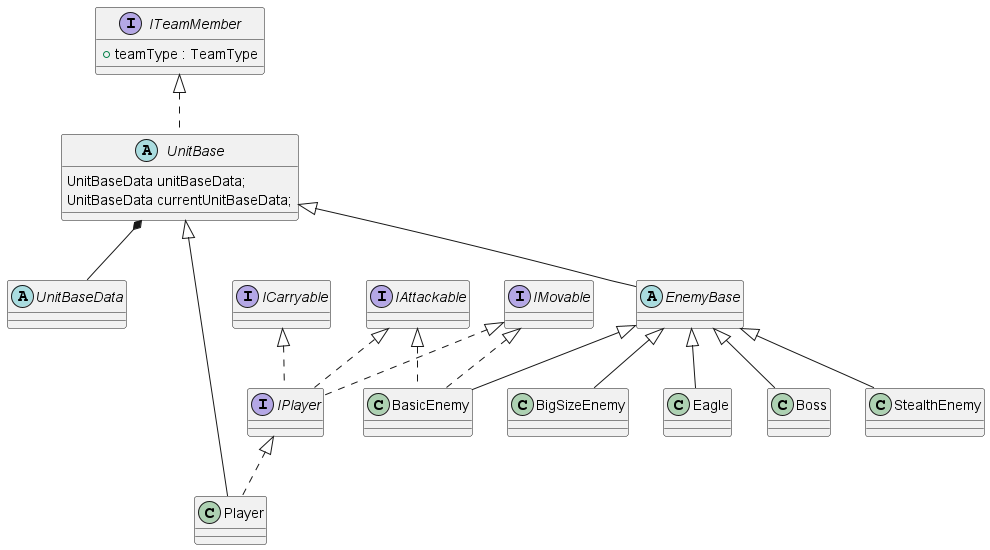 I ITeamMember
teamType : TeamType
A UnitBase
UnitBaseData unitBaseData;
UnitBaseData currentUnitBaseData;
A UnitBaseData
I ICarryable
I IAttackable
I IMovable
A EnemyBase
I IPlayer
C BasicEnemy
C BigSizeEnemy
C Eagle
C Boss
C StealthEnemy
C Player